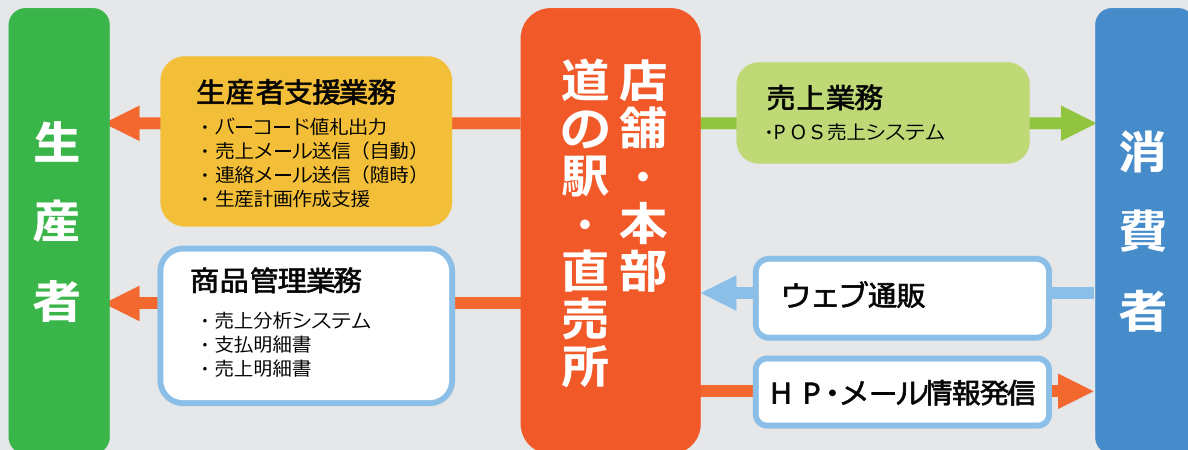 生産者
生産者支援業務
・バーコード値札出力
・売上メール送信（自動）
・連絡メール送信（随時）
・生産計画作成支援
商品管理業務
・売上分析システム
・支払明細書
・売上明細書
店舗・本部
道の駅・直売所
売上業務
・ＰＯＳ売上システム
ウェブ通販
ＨＰ・メール情報発信
消費者